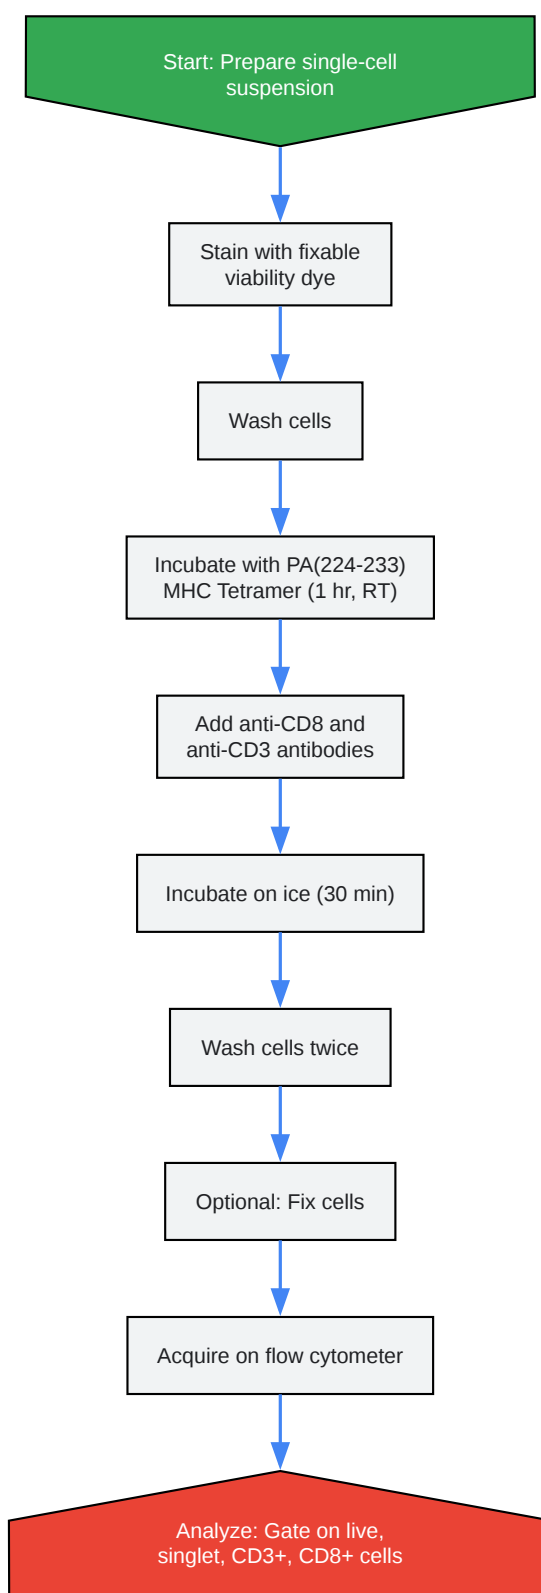 Start: Prepare single-cell
suspension
Stain with fixable
viability dye
Wash cells
Incubate with PA(224-233)
MHC Tetramer (1 hr, RT)
Add anti-CD8 and
anti-CD3 antibodies
Incubate on ice (30 min)
Wash cells twice
Optional: Fix cells
Acquire on flow cytometer
Analyze: Gate on live,
singlet, CD3+, CD8+ cells